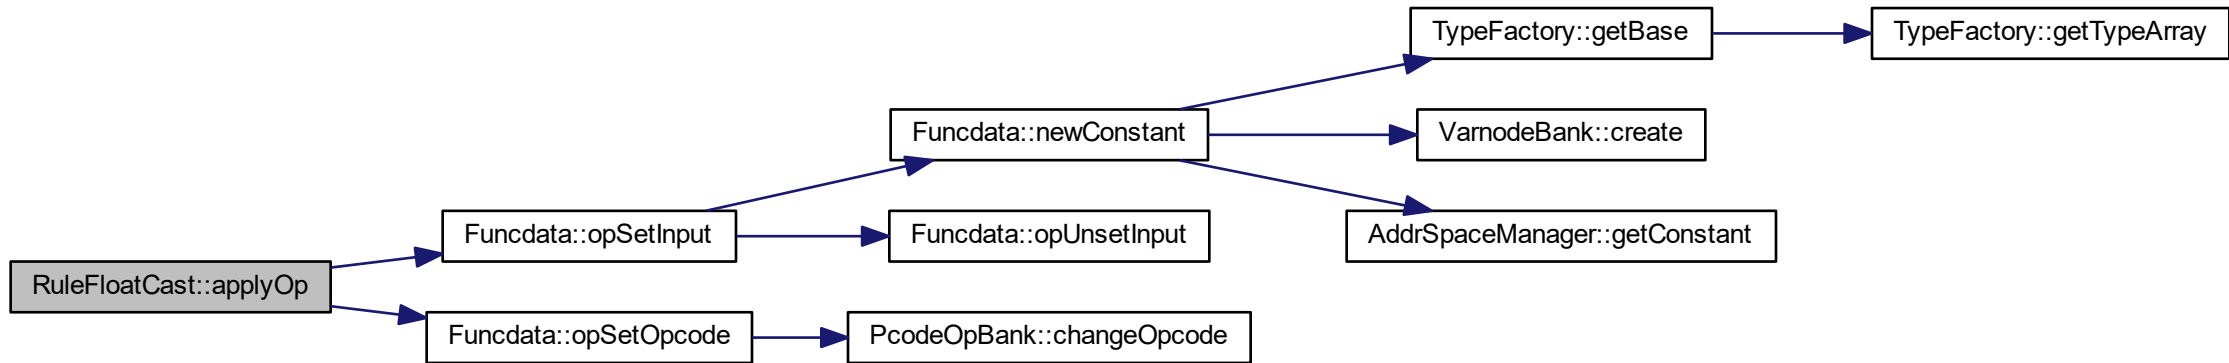 TypeFactory::getBase
TypeFactory::getTypeArray
Funcdata::newConstant
VarnodeBank::create
Funcdata::opSetInput
Funcdata::opUnsetInput
AddrSpaceManager::getConstant
RuleFloatCast::applyOp
Funcdata::opSetOpcode
PcodeOpBank::changeOpcode